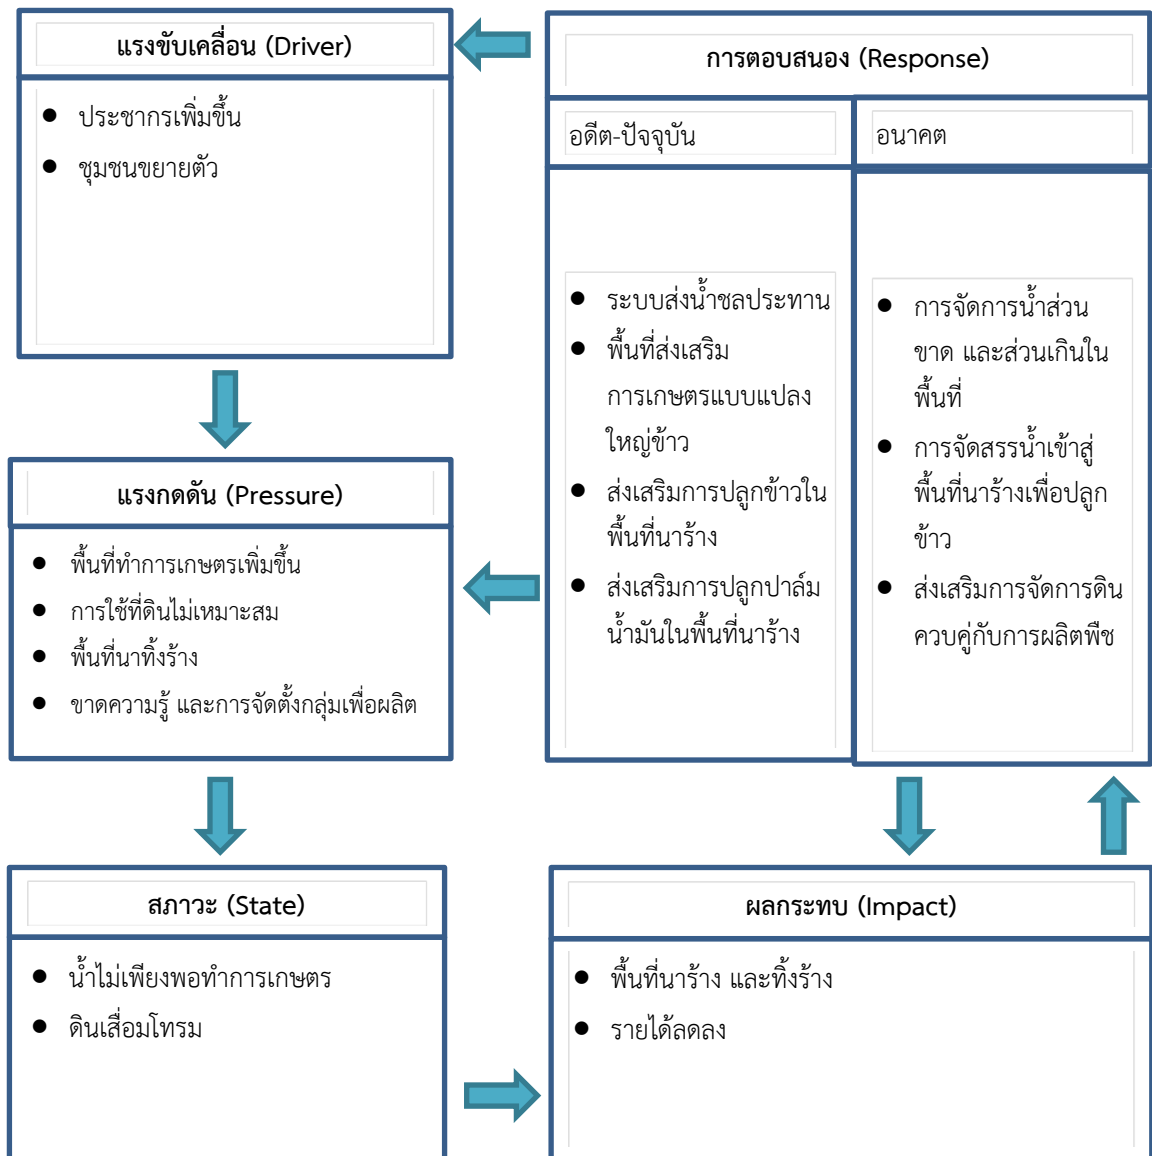 แรงขับเคลื่อน (Driver)
● ประชากรเพิ่มขึ้น
● ชุมชนขยายตัว
การตอบสนอง (Response)
อดีต-ปัจจุบัน
● ระบบส่งน้ำชลประทาน
● พื้นที่ส่งเสริม
การเกษตรแบบแปลง
ใหญ่ข้าว
● ส่งเสริมการปลูกข้าวใน
พื้นที่นาร้าง
● ส่งเสริมการปลูกปาล์ม
น้ำมันในพื้นที่นาร้าง
อนาคต
● การจัดการน้ำส่วน
ขาด และส่วนเกินใน
พื้นที่
● การจัดสรรน้ำเข้าสู่
พื้นที่นาร้างเพื่อปลูก
ข้าว
● ส่งเสริมการจัดการดิน
ควบคู่กับการผลิตพืช
แรงกดดัน (Pressure)
● พื้นที่ทำการเกษตรเพิ่มขึ้น
● การใช้ที่ดินไม่เหมาะสม
● พื้นที่นาทิ้งร้าง
● ขาดความรู้ และการจัดตั้งกลุ่มเพื่อผลิต
สภาวะ (State)
● น้ำไม่เพียงพอทำการเกษตร
● ดินเสื่อมโทรม
ผลกระทบ (Impact)
● พื้นที่นาร้าง และทิ้งร้าง
● รายได้ลดลง